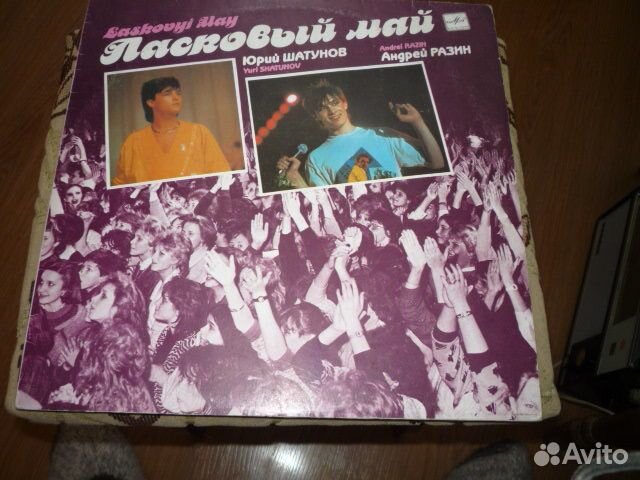 Laskovyi May
Ласковый май
Юрий ШАТУНОВ
Yuri SHATUNOV
Andrei RAZIN
Андрей РАЗИН
Avito